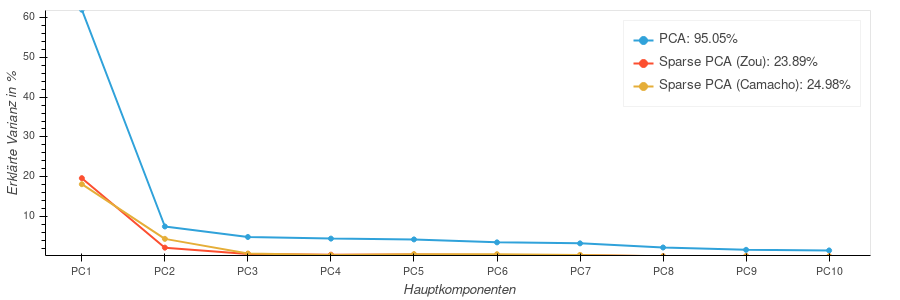 60
50
40
30
20
10
Erklärte Varianz in %
PCA: 95.05%
Sparse PCA (Zou): 23.89%
Sparse PCA (Camacho): 24.98%
PC1 PC2 PC3 PC4 PC5 PC6 PC7 PC8 PC9 PC10
Hauptkomponenten